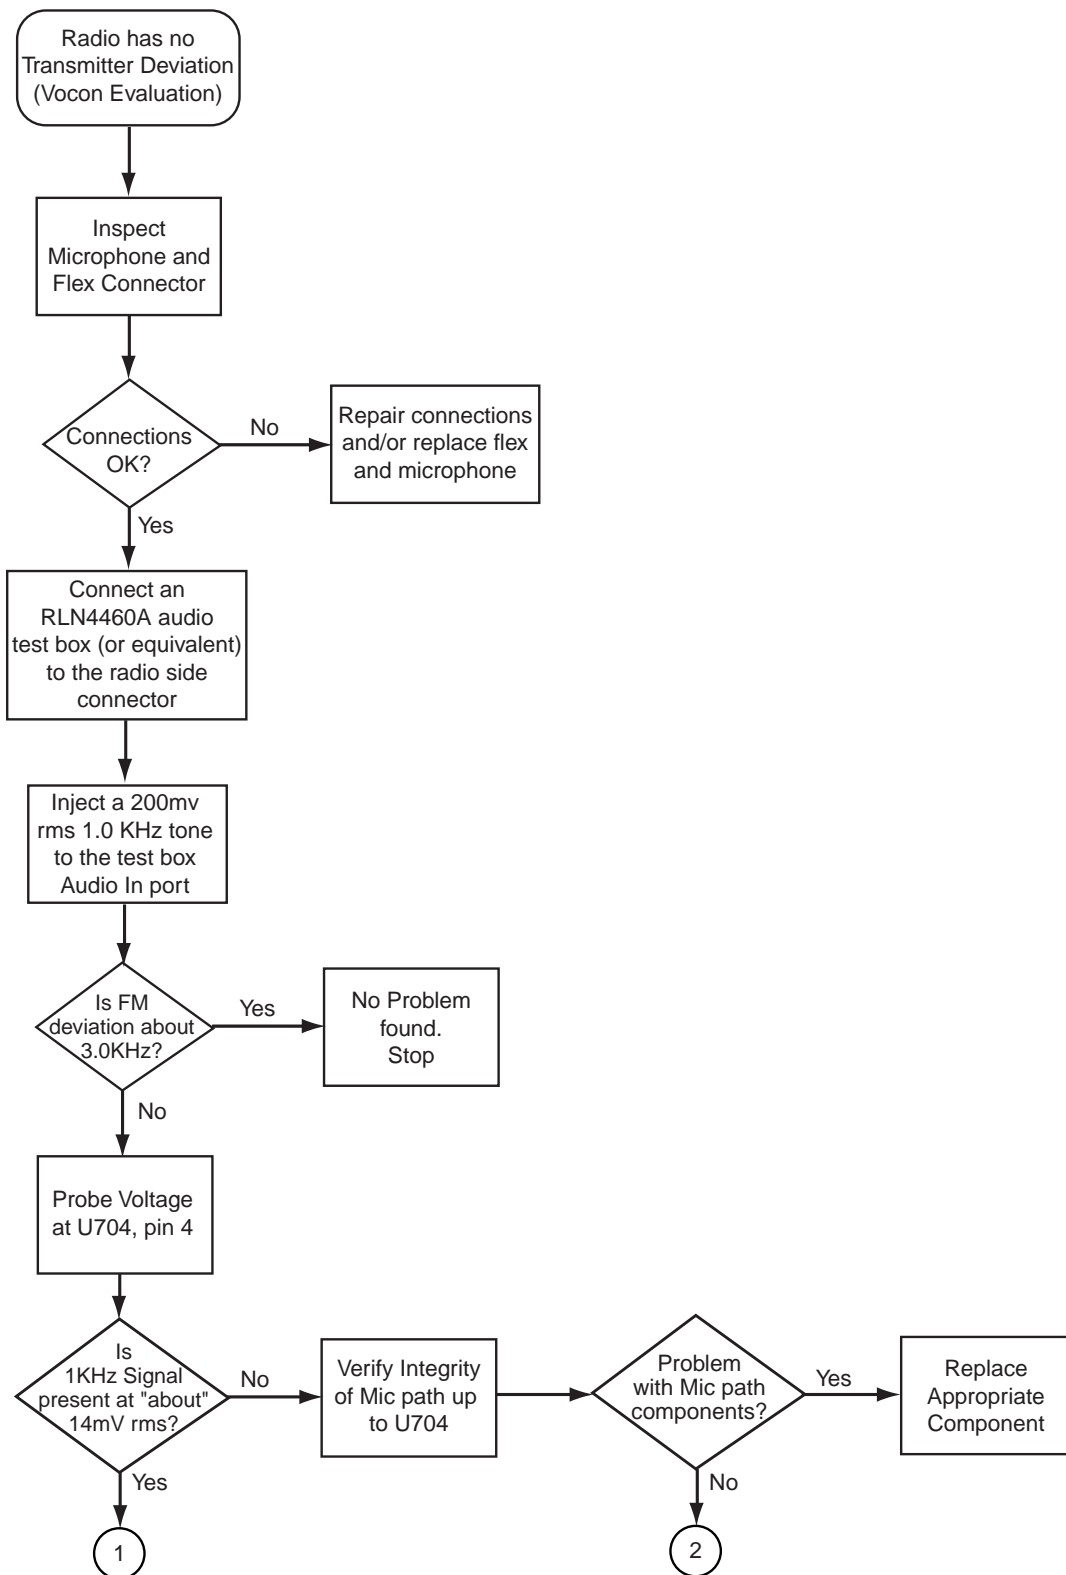 Radio has no
Transmitter Deviation
(Vocon Evaluation)
Inspect
Microphone and
Flex Connector
Connections
OK?
No
Repair connections
and/or replace flex
and microphone
Yes
Connect an
RLN4460A audio
test box (or equivalent)
to the radio side
connector
Inject a 200mv
rms 1.0 KHz tone
to the test box
Audio In port
Is FM
deviation about
3.0KHz?
Yes
No Problem
found.
Stop
No
Probe Voltage
at U704, pin 4
Is
1KHz Signal
present at "about"
14mV rms?
No
Verify Integrity
of Mic path up
to U704
Problem
with Mic path
components?
Yes
Replace
Appropriate
Component
Yes
No
1
2